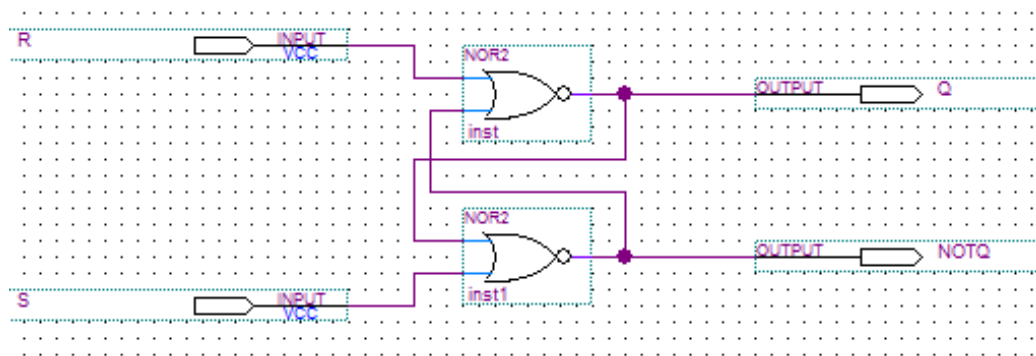 R
INPUT
VCC
NOR2
inst
OUTPUT
Q
NOR2
inst1
OUTPUT
NOTQ
S
INPUT
VCC